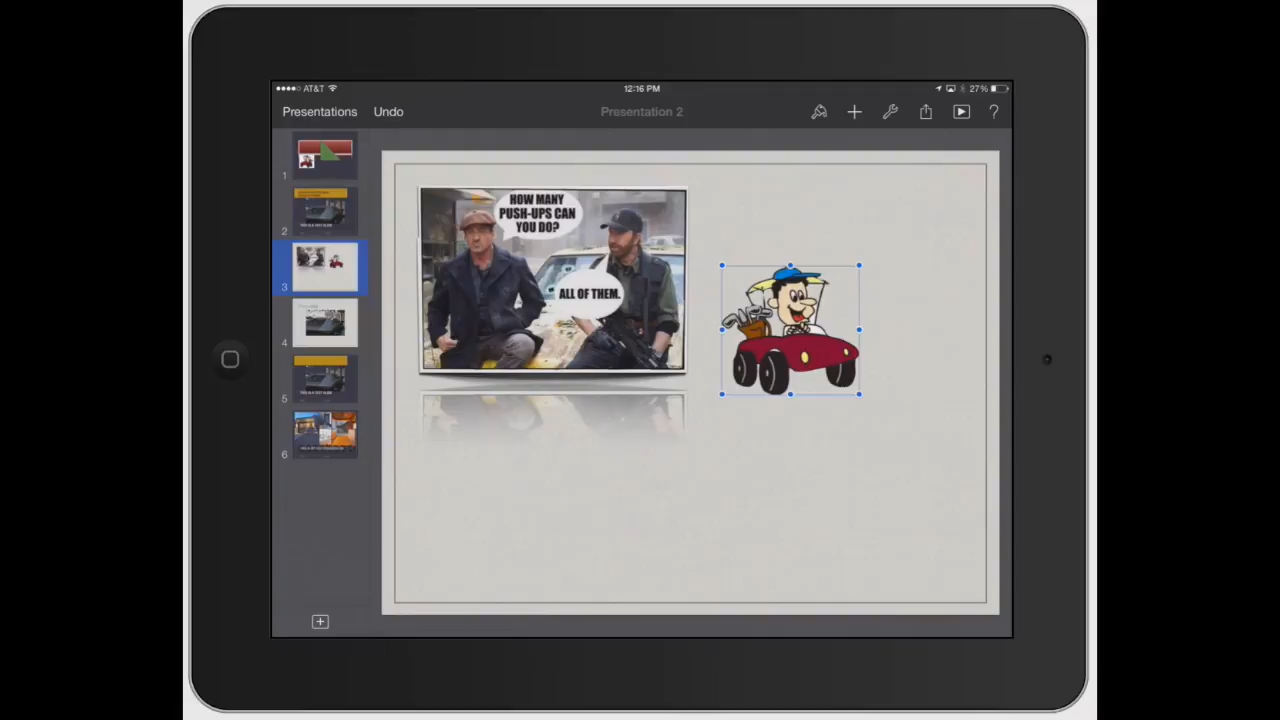 AT&T
12:16 PM
27%
Presentations Undo
Presentation 2
?
HOW MANY
PUSH-UPS CAN
YOU DO?
ALL OF THEM.
1
2
3
4
5
6